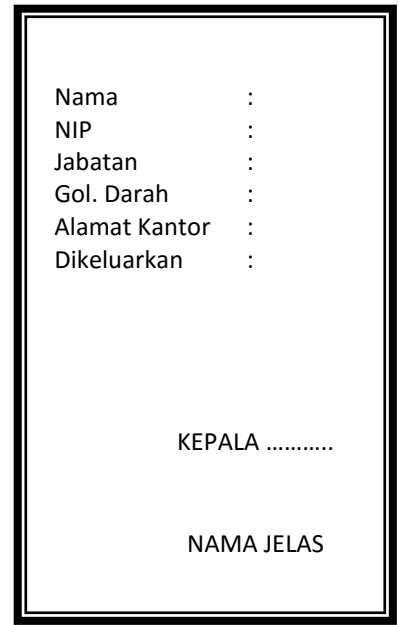 Nama :
NIP :
Jabatan :
Gol. Darah :
Alamat Kantor :
Dikeluarkan :
KEPALA ………..
NAMA JELAS